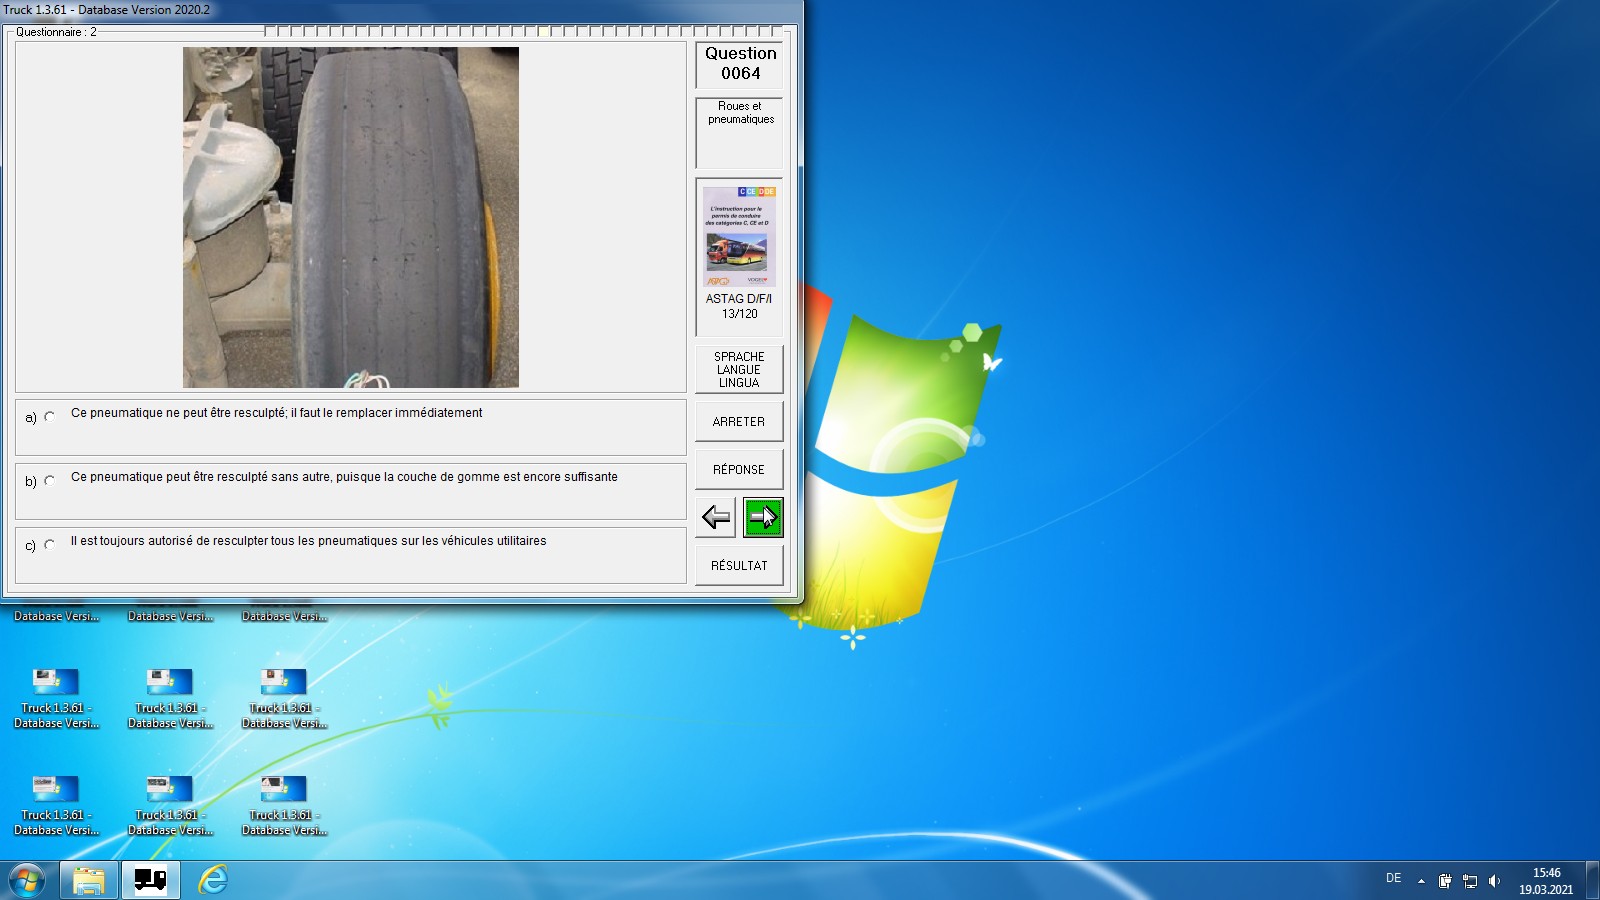 Truck 1.3.61 - Database Version 2020.2
Questionnaire : 2
Question
0064
Roues et
pneumatiques
C CE D DE
L'instruction pour le
permis de conduire
des catégories C, CE et D
ASTAG D/F/I
13/120
SPRACHE
LANGUE
LINGUA
ARRETER
RÉPONSE
RÉSULTAT
a) Ce pneumatique ne peut être resculpté; il faut le remplacer immédiatement
b) Ce pneumatique peut être resculpté sans autre, puisque la couche de gomme est encore suffisante
c) Il est toujours autorisé de resculpter tous les pneumatiques sur les véhicules utilitaires
Database Versi... Database Versi... Database Versi...
Truck 1.3.61 - Truck 1.3.61 - Truck 1.3.61 -
Database Versi... Database Versi... Database Versi...
Truck 1.3.61 - Truck 1.3.61 - Truck 1.3.61 -
Database Versi... Database Versi... Database Versi...
DE
15:46
19.03.2021